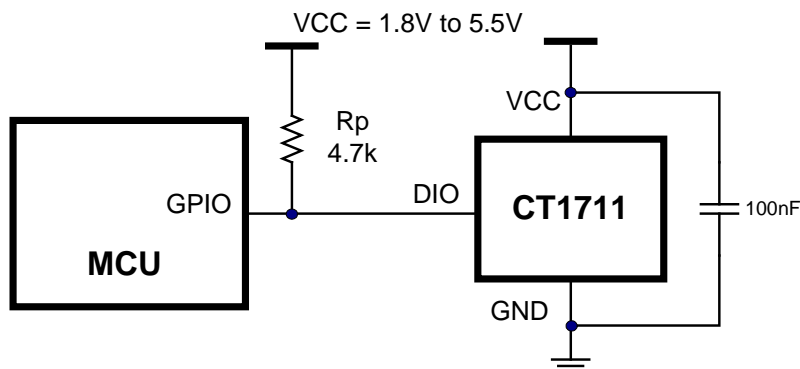 VCC = 1.8V to 5.5V
VCC
Rp
4.7k
GPIO
DIO
CT1711
100nF
MCU
GND